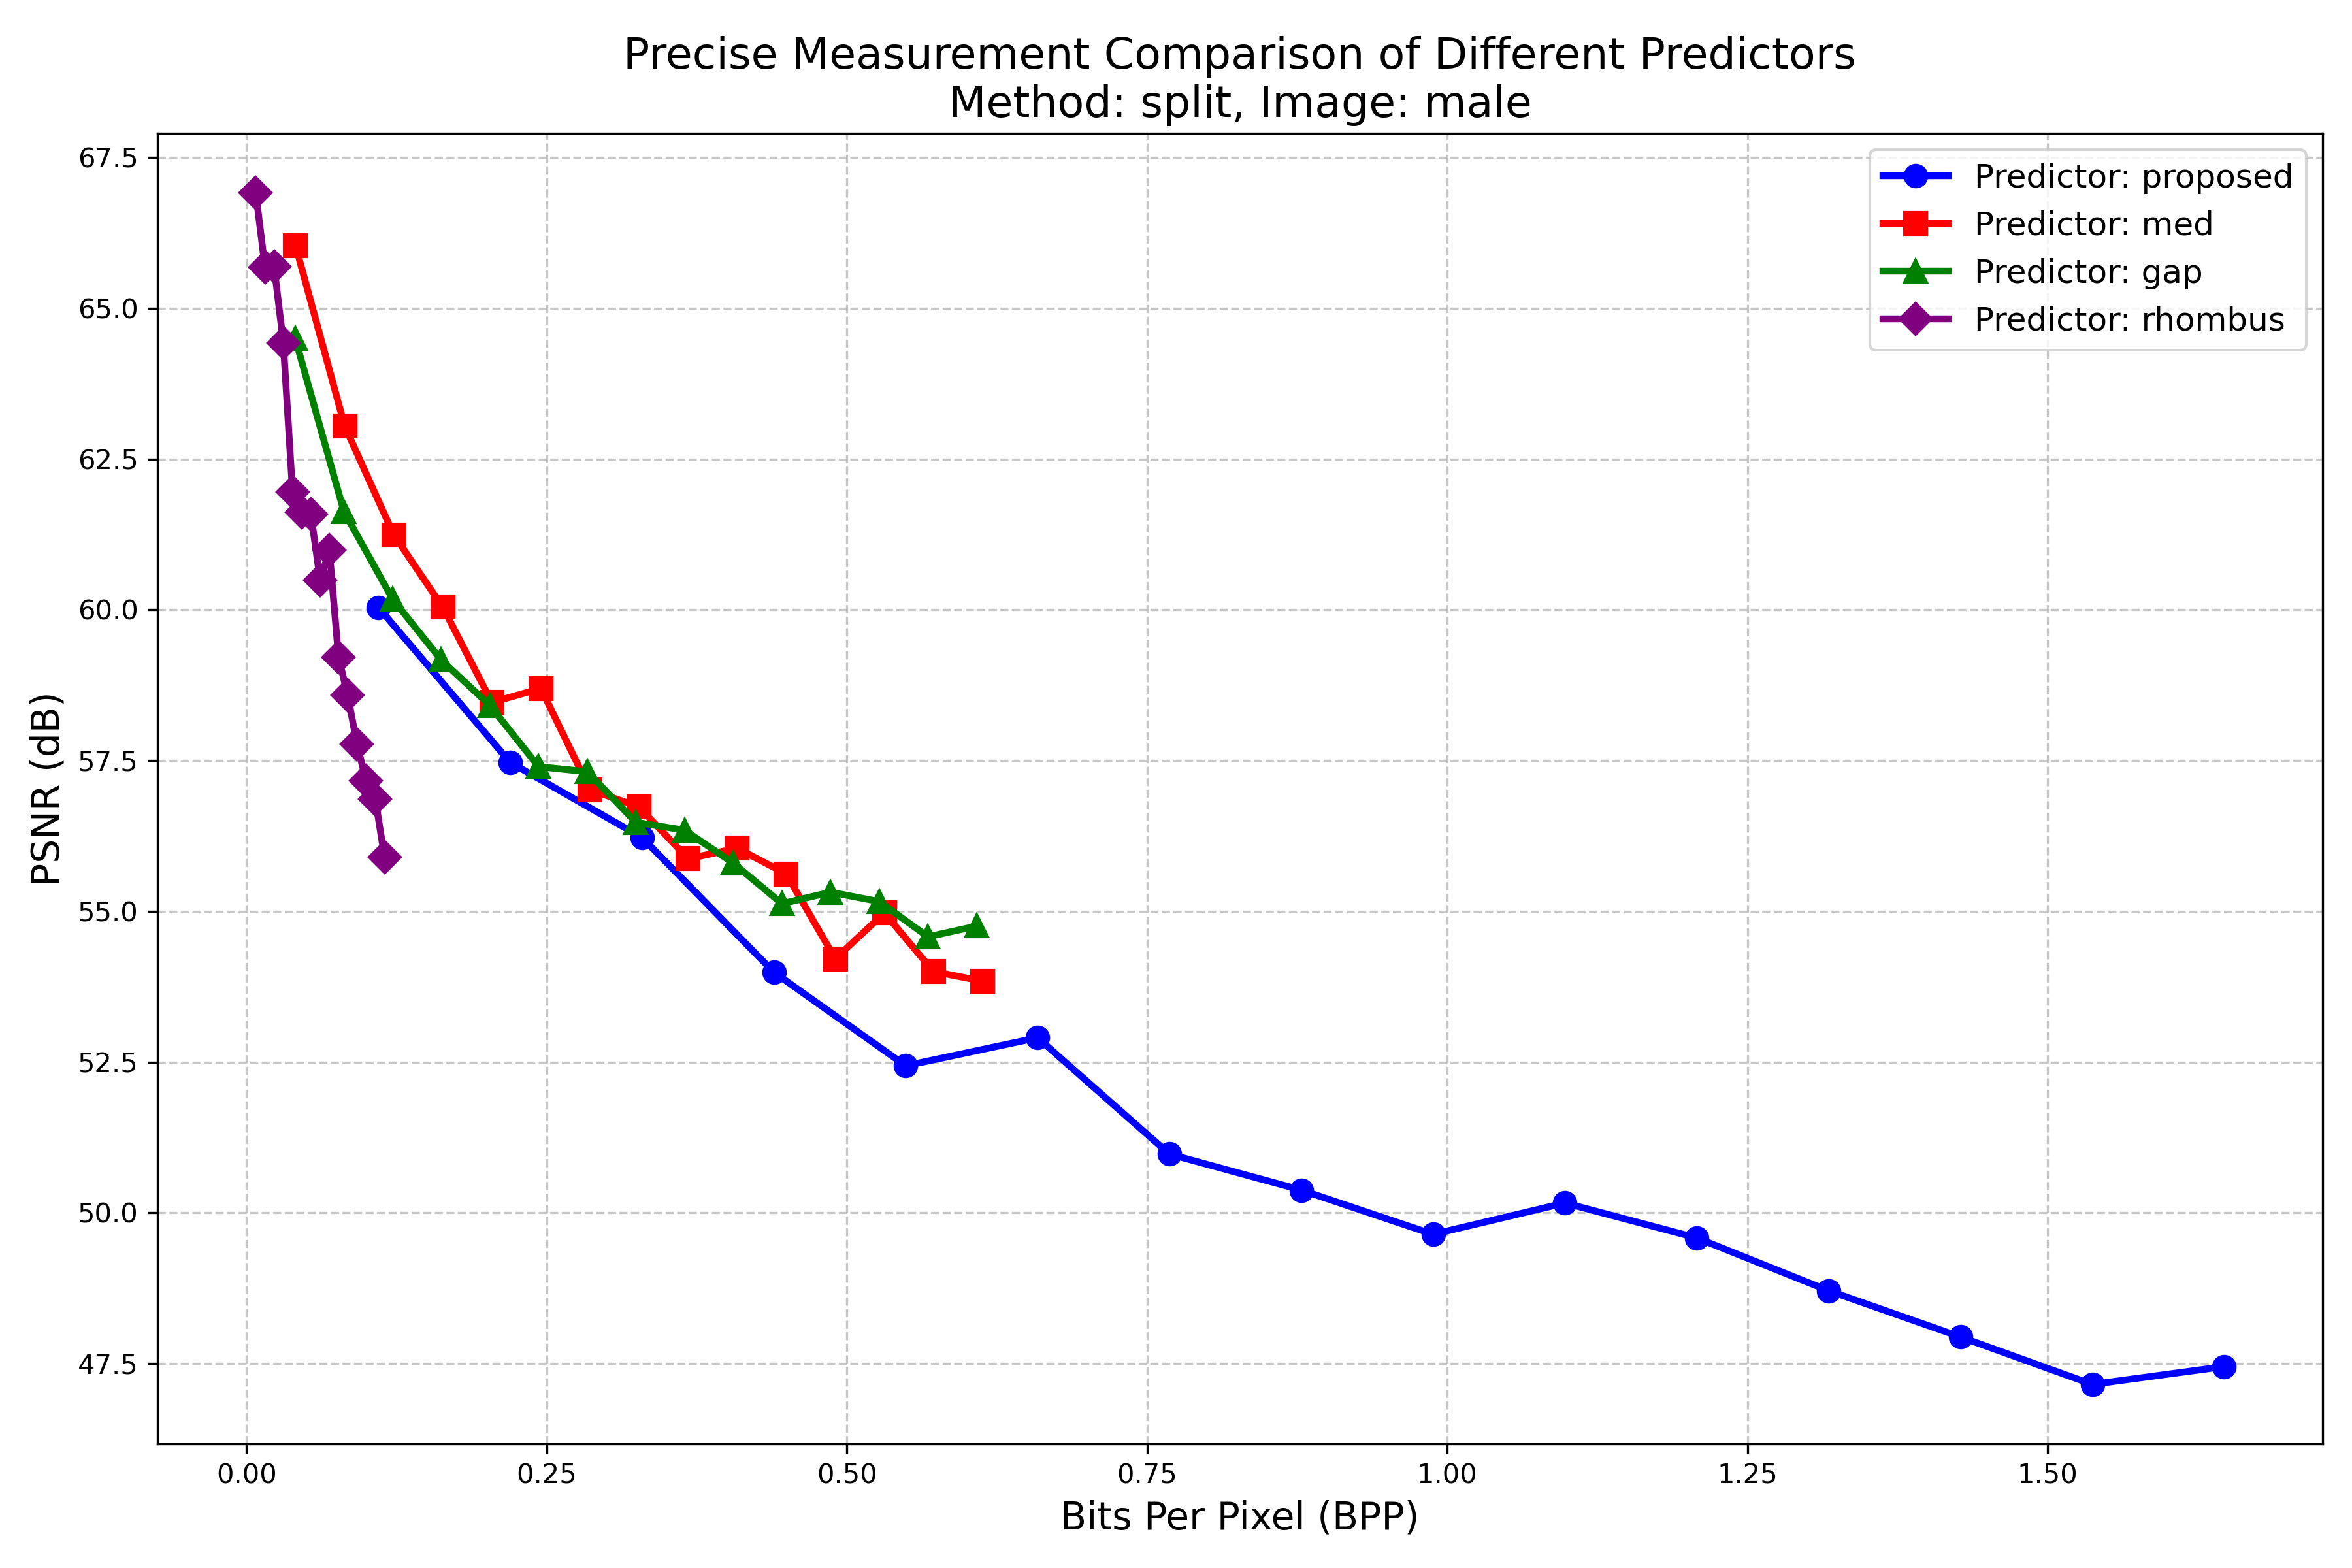 Precise Measurement Comparison of Different Predictors
Method: split, Image: male
67.5
65.0
62.5
60.0
57.5
55.0
52.5
50.0
47.5
PSNR (dB)
Predictor: proposed
Predictor: med
Predictor: gap
Predictor: rhombus
0.00
0.25
0.50
0.75
1.00
1.25
1.50
Bits Per Pixel (BPP)